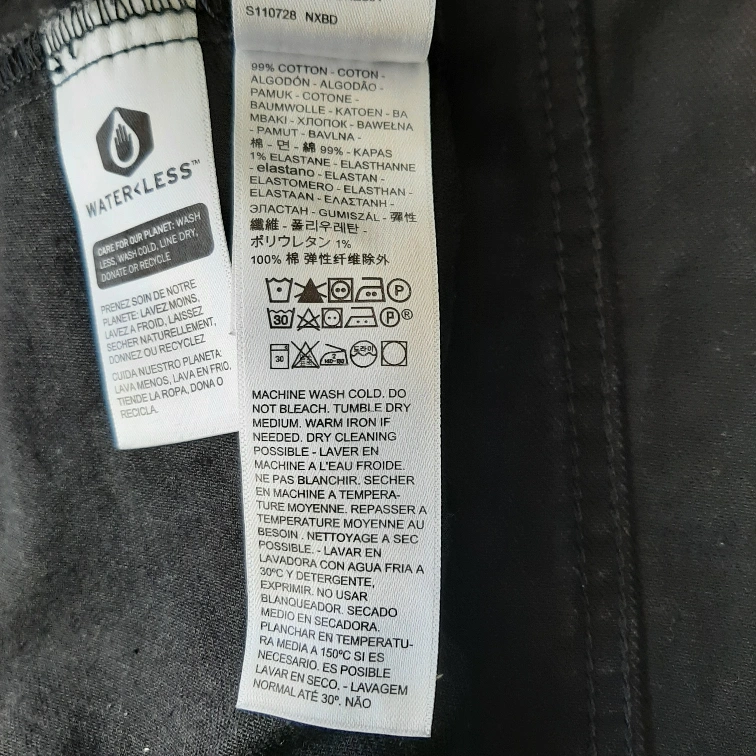 S110728 NXBD
WATER<LESS™
CARE FOR OUR PLANET: WASH
LESS, WASH COLD, LINE DRY,
DONATE OR RECYCLE
PRENEZ SOIN DE NOTRE
PLANETE: LAVEZ MOINS,
LAVEZ A FROID, LAISSEZ
SECHER NATURELLEMENT,
DONNEZ OU RECYCLEZ
CUIDA NUESTRO PLANETA:
LAVA MENOS, LAVA EN FRIO,
TIENDE LA ROPA, DONA O
RECICLA.
99% COTTON - COTON -
ALGODÓN - ALGODÃO -
PAMUK - COTONE -
BAUMWOLLE - KATOEN - BA
MBAKI - ХЛОПОК - BAWEŁNA
- PAMUT - BAVLNA -
棉 - 면 - 綿 99% - KAPAS
1% ELASTANE - ELASTHANNE
- elastano - ELASTAN -
ELASTOMERO - ELASTHAN -
ELASTAAN - ΕΛΑΣΤΑΝΗ -
ЭЛАСТАН - GUMISZÁL - 彈性
纖維 - 폴리우레탄 -
ポリウレタン 1%
100% 棉 弹性纤维除外
P
30 P®
30 2 140-160 드라이
MACHINE WASH COLD. DO
NOT BLEACH. TUMBLE DRY
MEDIUM. WARM IRON IF
NEEDED. DRY CLEANING
POSSIBLE - LAVER EN
MACHINE A L'EAU FROIDE.
NE PAS BLANCHIR. SECHER
EN MACHINE A TEMPERA-
TURE MOYENNE. REPASSER A
TEMPERATURE MOYENNE AU
BESOIN . NETTOYAGE A SEC
POSSIBLE. - LAVAR EN
LAVADORA CON AGUA FRIA A
30ºC Y DETERGENTE,
EXPRIMIR. NO USAR
BLANQUEADOR. SECADO
MEDIO EN SECADORA.
PLANCHAR EN TEMPERATU-
RA MEDIA A 150ºC SI ES
NECESARIO. ES POSIBLE
LAVAR EN SECO. - LAVAGEM
NORMAL ATÉ 30º. NÃO